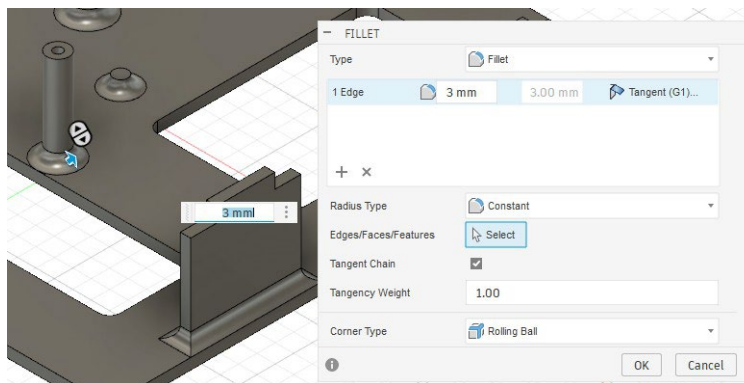 FILLET
Type Fillet
1 Edge 3 mm 3.00 mm Tangent (G1)...
3 mm
Radius Type Constant
Edges/Faces/Features Select
Tangent Chain
Tangency Weight 1.00
Corner Type Rolling Ball
OK Cancel